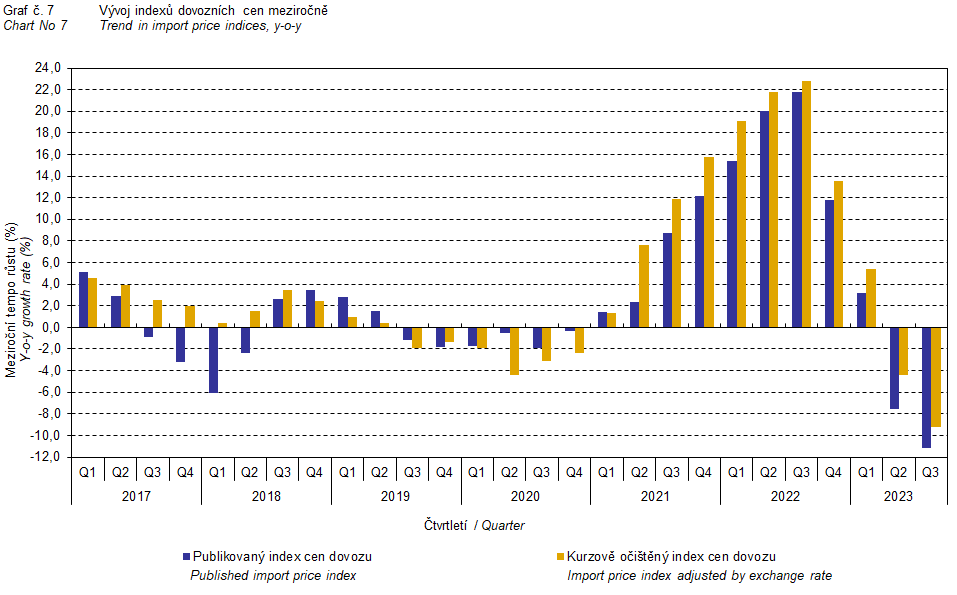 Graf č. 7 Vývoj indexů dovozních cen meziročně
Chart No 7 Trend in import price indices, y-o-y
24,0
22,0
20,0
18,0
16,0
14,0
12,0
10,0
8,0
6,0
4,0
2,0
0,0
-2,0
-4,0
-6,0
-8,0
-10,0
-12,0
Meziroční tempo růstu (%)
Y-o-y growth rate (%)
Q1 Q2 Q3 Q4 Q1 Q2 Q3 Q4 Q1 Q2 Q3 Q4 Q1 Q2 Q3 Q4 Q1 Q2 Q3 Q4 Q1 Q2 Q3 Q4 Q1 Q2 Q3
2017 2018 2019 2020 2021 2022 2023
Čtvrtletí / Quarter
Publikovaný index cen dovozu Kurzově očištěný index cen dovozu
Published import price index Import price index adjusted by exchange rate